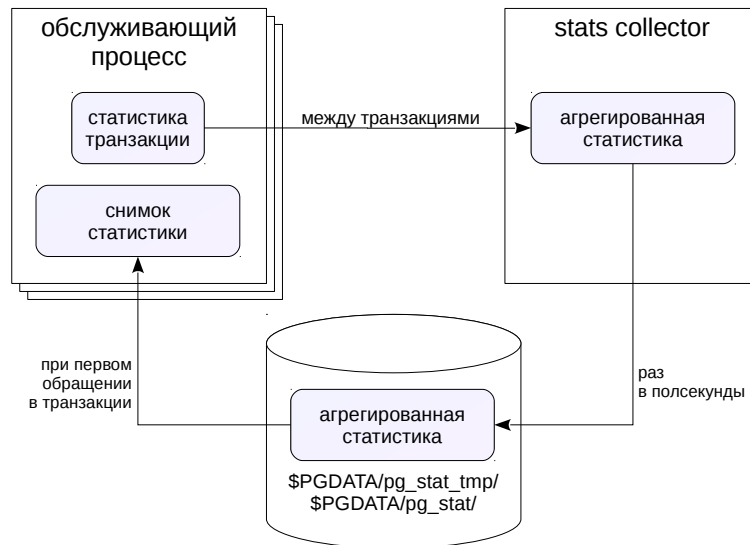 обслуживающий
процесс
статистика
транзакции
снимок
статистики
между транзакциями
stats collector
агрегированная
статистика
при первом
обращении
в транзакции
раз
в полсекунды
агрегированная
статистика
$PGDATA/pg_stat_tmp/
$PGDATA/pg_stat/